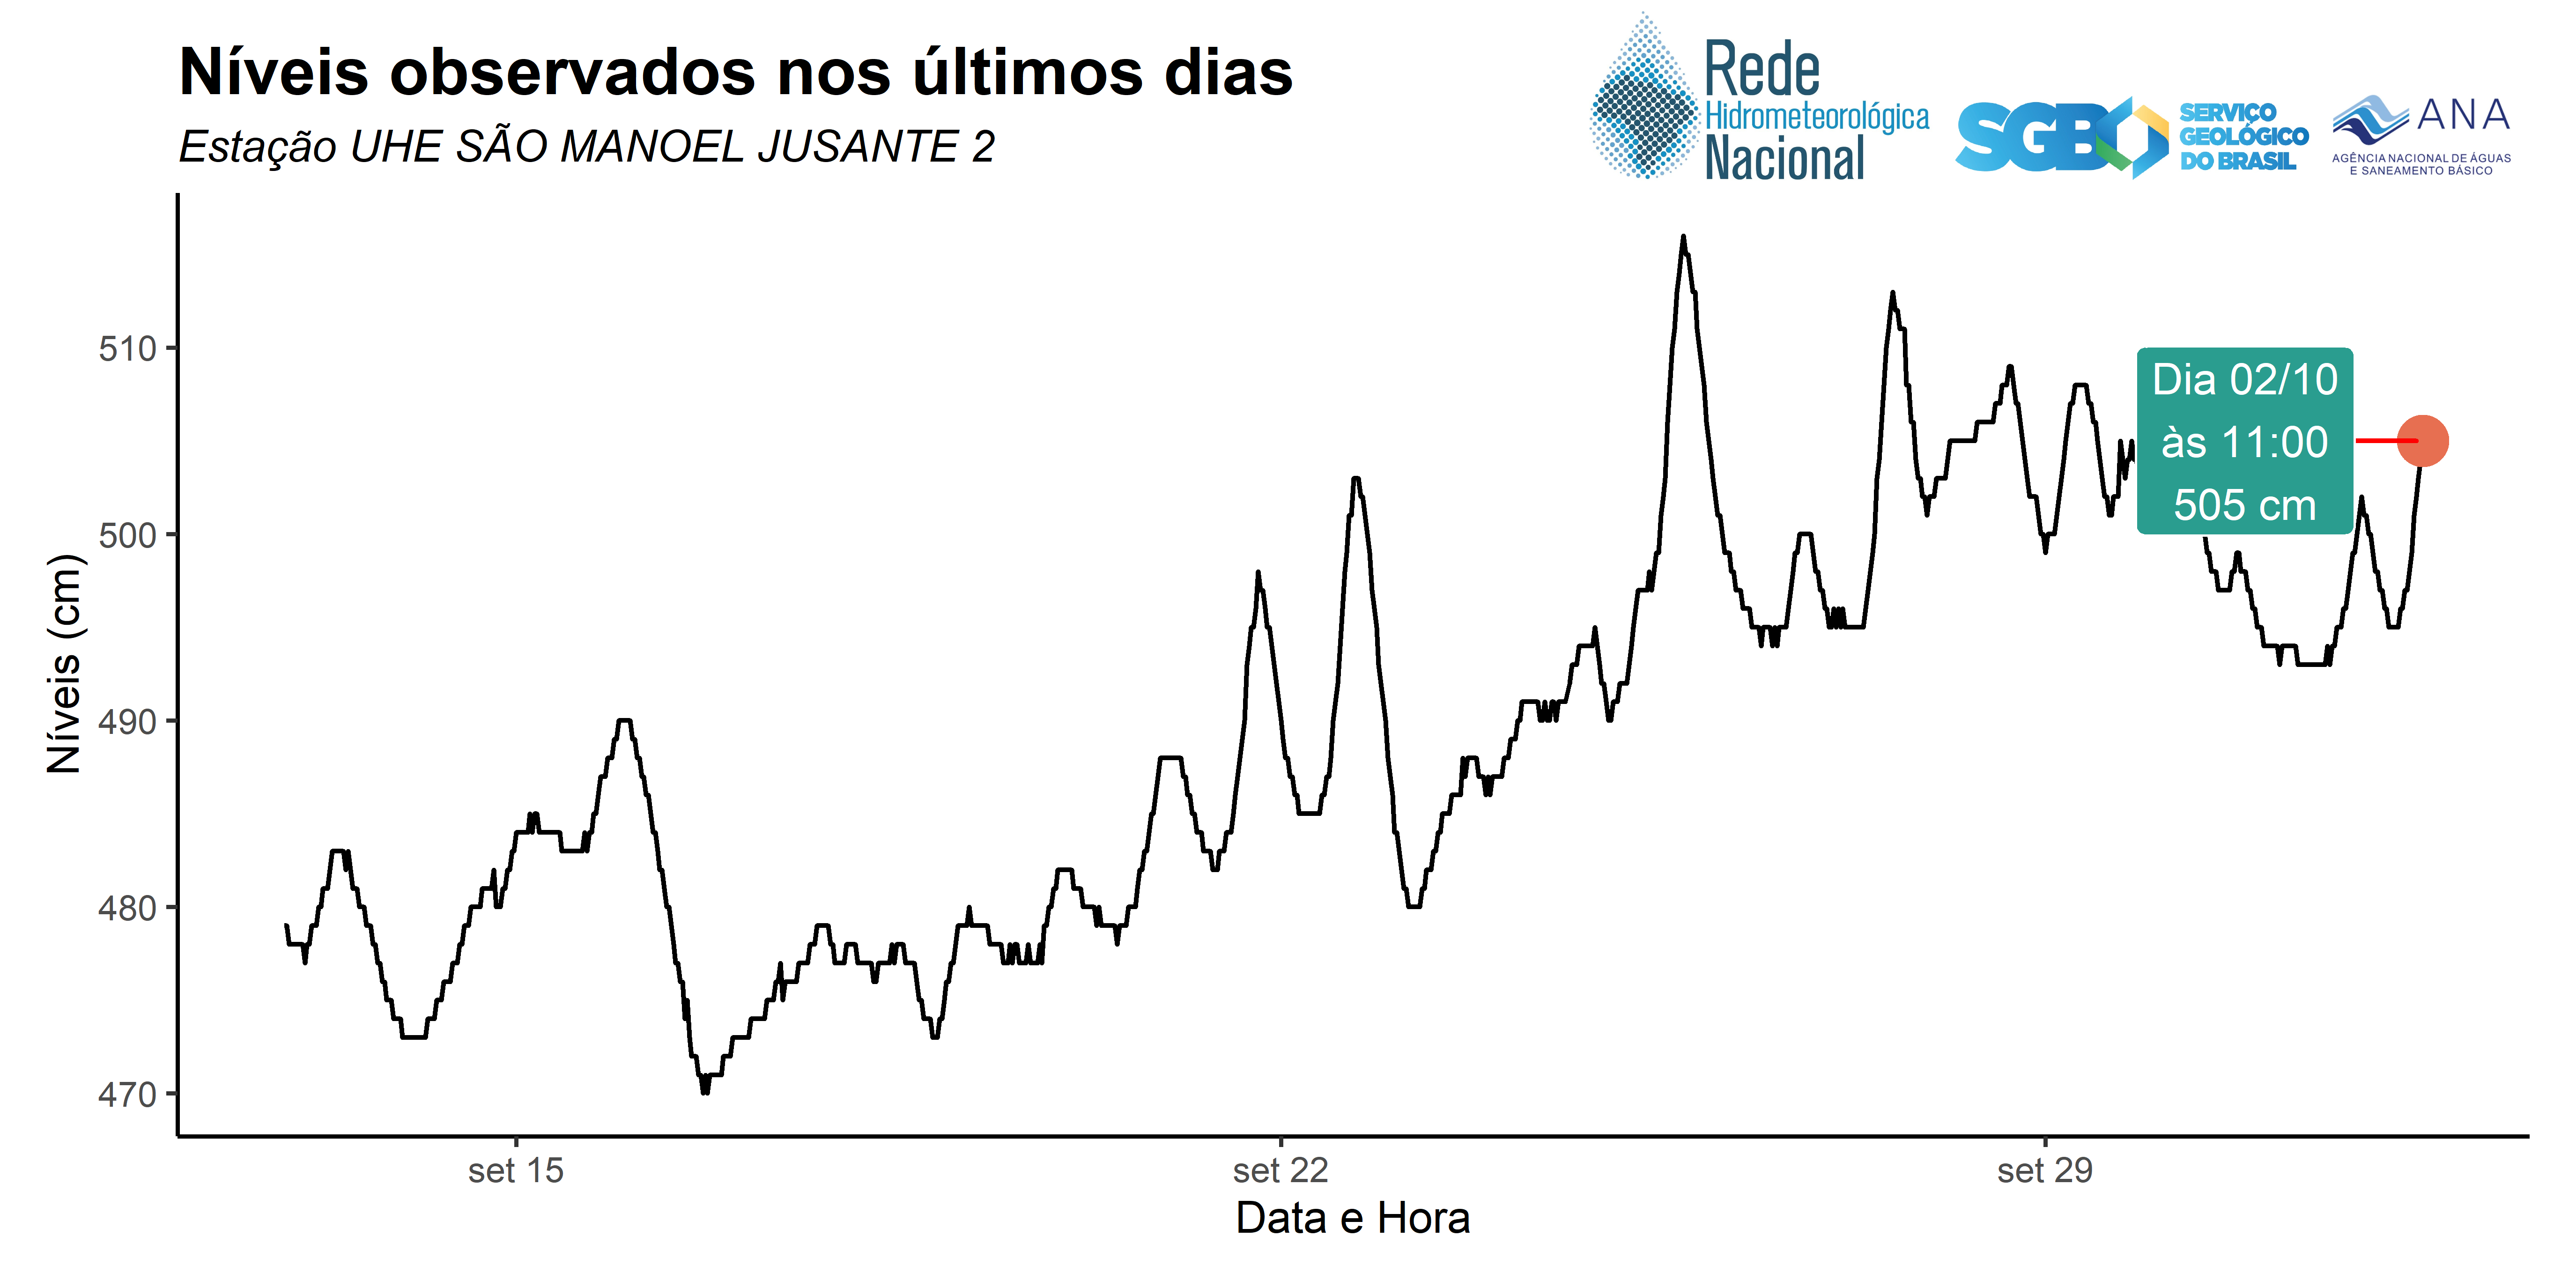 Níveis observados nos últimos dias
Estação UHE SÃO MANOEL JUSANTE 2
Rede
Hidrometeorológica
Nacional
SGB
SERVIÇO
GEOLÓGICO
DO BRASIL
ANA
AGÊNCIA NACIONAL DE ÁGUAS
E SANEAMENTO BÁSICO
Níveis (cm)
510
500
490
480
470
Dia 02/10
às 11:00
505 cm
set 15
set 22
set 29
Data e Hora